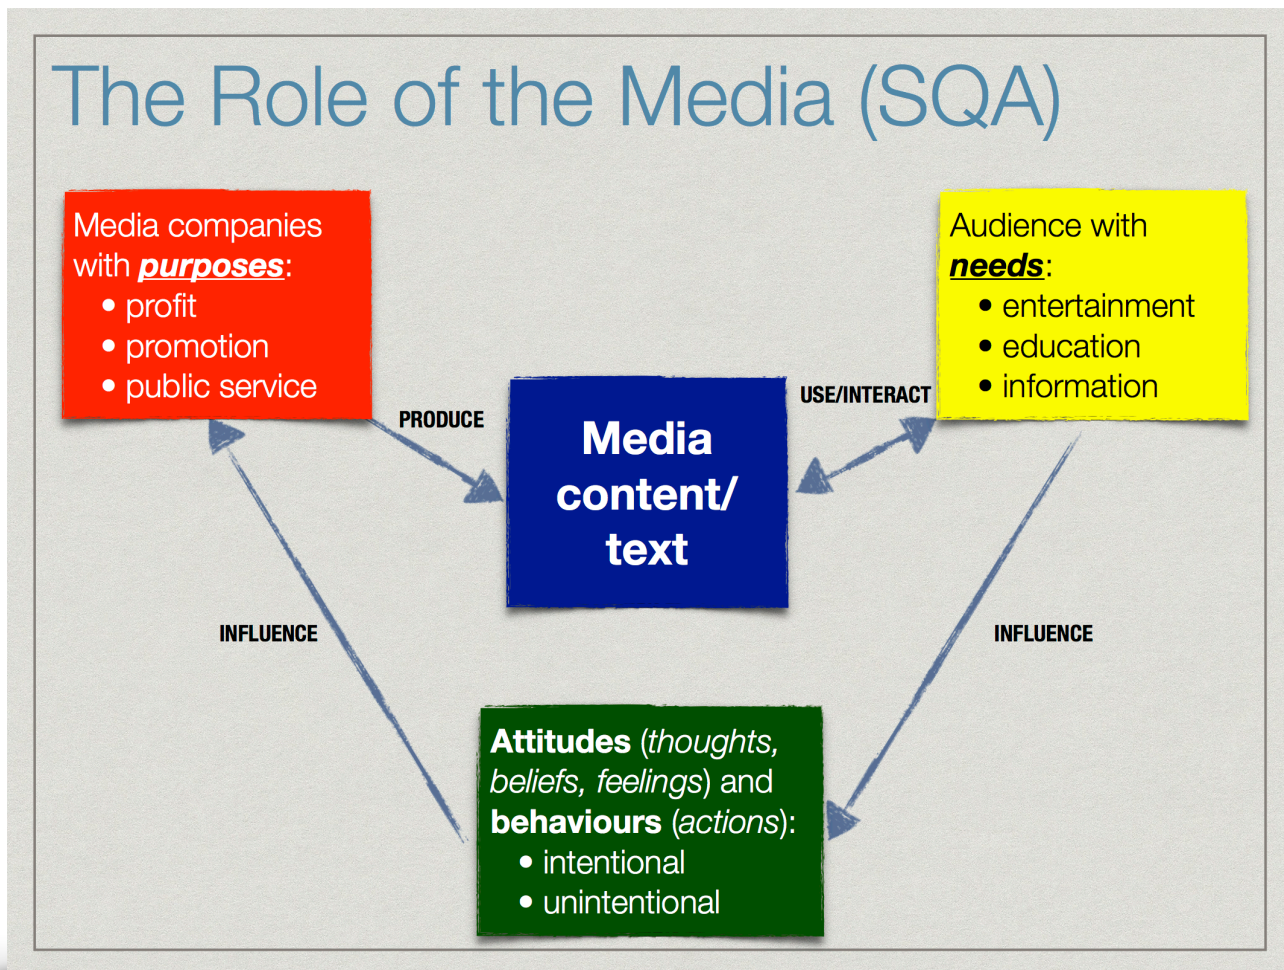 The Role of the Media (SQA)
Media companies
with purposes:
• profit
• promotion
• public service
Audience with
needs:
• entertainment
• education
• information
PRODUCE
USE/INTERACT
Media
content/
text
INFLUENCE
INFLUENCE
Attitudes (thoughts,
beliefs, feelings) and
behaviours (actions):
• intentional
• unintentional